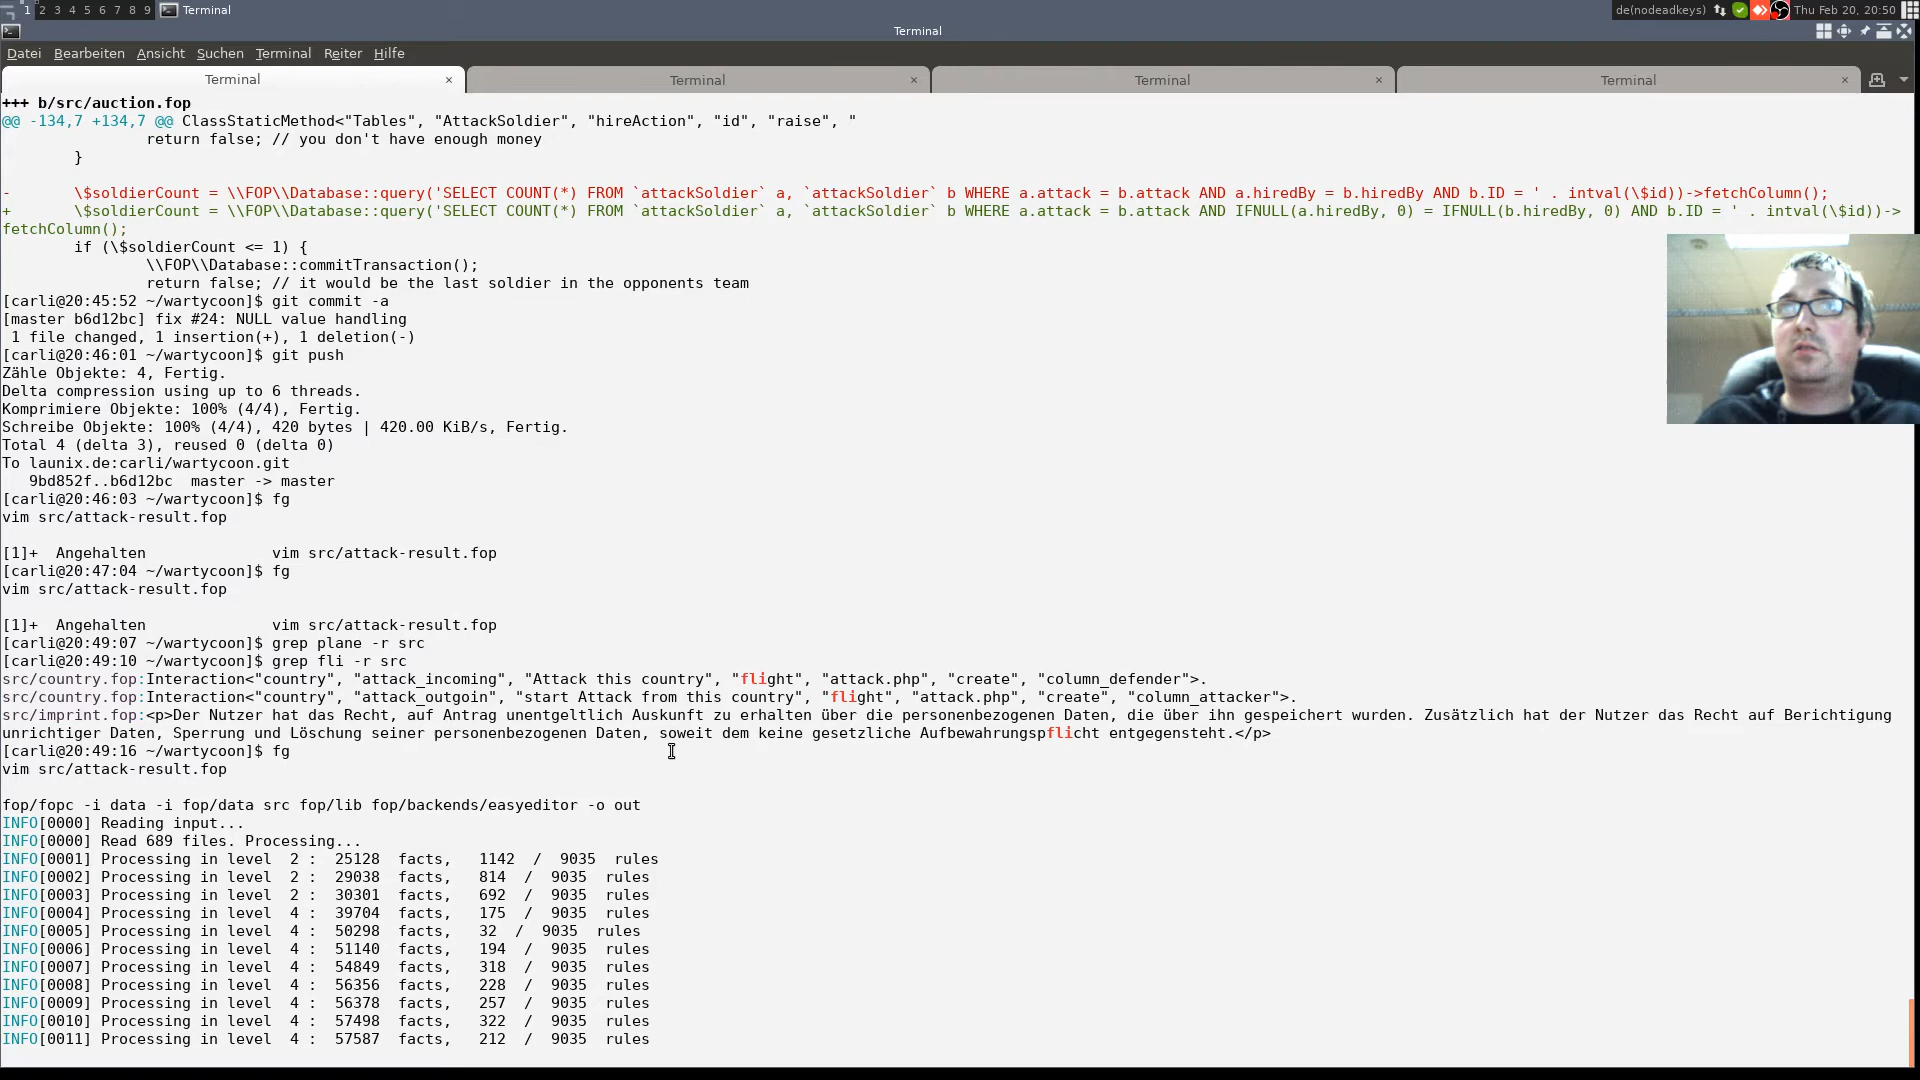 1 2 3 4 5 6 7 8 9 Terminal de(nodeadkeys) Thu Feb 20, 20:50
Terminal
Datei Bearbeiten Ansicht Suchen Terminal Reiter Hilfe
Terminal × Terminal × Terminal × Terminal ×
+++ b/src/auction.fop
@@ -134,7 +134,7 @@ ClassStaticMethod<"Tables", "AttackSoldier", "hireAction", "id", "raise", "
return false; // you don't have enough money
}
- \$soldierCount = \\FOP\\Database::query('SELECT COUNT(*) FROM `attackSoldier` a, `attackSoldier` b WHERE a.attack = b.attack AND a.hiredBy = b.hiredBy AND b.ID = ' . intval(\$id))->fetchColumn();
+ \$soldierCount = \\FOP\\Database::query('SELECT COUNT(*) FROM `attackSoldier` a, `attackSoldier` b WHERE a.attack = b.attack AND IFNULL(a.hiredBy, 0) = IFNULL(b.hiredBy, 0) AND b.ID = ' . intval(\$id))->
fetchColumn();
if (\$soldierCount <= 1) {
\\FOP\\Database::commitTransaction();
return false; // it would be the last soldier in the opponents team
[carli@20:45:52 ~/wartycoon]$ git commit -a
[master b6d12bc] fix #24: NULL value handling
1 file changed, 1 insertion(+), 1 deletion(-)
[carli@20:46:01 ~/wartycoon]$ git push
Zähle Objekte: 4, Fertig.
Delta compression using up to 6 threads.
Komprimiere Objekte: 100% (4/4), Fertig.
Schreibe Objekte: 100% (4/4), 420 bytes | 420.00 KiB/s, Fertig.
Total 4 (delta 3), reused 0 (delta 0)
To launix.de:carli/wartycoon.git
9bd852f..b6d12bc master -> master
[carli@20:46:03 ~/wartycoon]$ fg
vim src/attack-result.fop
[1]+ Angehalten vim src/attack-result.fop
[carli@20:47:04 ~/wartycoon]$ fg
vim src/attack-result.fop
[1]+ Angehalten vim src/attack-result.fop
[carli@20:49:07 ~/wartycoon]$ grep plane -r src
[carli@20:49:10 ~/wartycoon]$ grep fli -r src
src/country.fop:Interaction<"country", "attack_incoming", "Attack this country", "flight", "attack.php", "create", "column_defender">.
src/country.fop:Interaction<"country", "attack_outgoin", "start Attack from this country", "flight", "attack.php", "create", "column_attacker">.
src/imprint.fop:<p>Der Nutzer hat das Recht, auf Antrag unentgeltlich Auskunft zu erhalten über die personenbezogenen Daten, die über ihn gespeichert wurden. Zusätzlich hat der Nutzer das Recht auf Berichtigung
unrichtiger Daten, Sperrung und Löschung seiner personenbezogenen Daten, soweit dem keine gesetzliche Aufbewahrungspflicht entgegensteht.</p>
[carli@20:49:16 ~/wartycoon]$ fg
vim src/attack-result.fop
fop/fopc -i data -i fop/data src fop/lib fop/backends/easyeditor -o out
INFO[0000] Reading input...
INFO[0000] Read 689 files. Processing...
INFO[0001] Processing in level 2 : 25128 facts, 1142 / 9035 rules
INFO[0002] Processing in level 2 : 29038 facts, 814 / 9035 rules
INFO[0003] Processing in level 2 : 30301 facts, 692 / 9035 rules
INFO[0004] Processing in level 4 : 39704 facts, 175 / 9035 rules
INFO[0005] Processing in level 4 : 50298 facts, 32 / 9035 rules
INFO[0006] Processing in level 4 : 51140 facts, 194 / 9035 rules
INFO[0007] Processing in level 4 : 54849 facts, 318 / 9035 rules
INFO[0008] Processing in level 4 : 56356 facts, 228 / 9035 rules
INFO[0009] Processing in level 4 : 56378 facts, 257 / 9035 rules
INFO[0010] Processing in level 4 : 57498 facts, 322 / 9035 rules
INFO[0011] Processing in level 4 : 57587 facts, 212 / 9035 rules